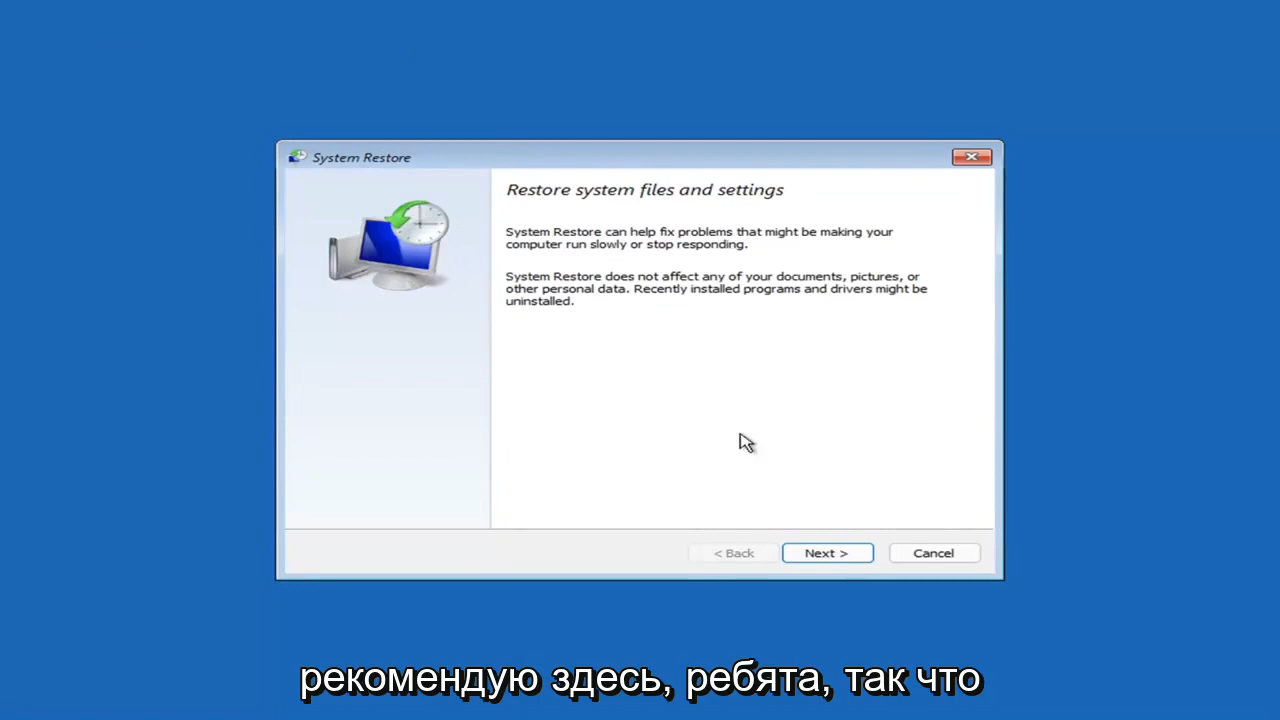 System Restore
Restore system files and settings
System Restore can help fix problems that might be making your
computer run slowly or stop responding.
System Restore does not affect any of your documents, pictures, or
other personal data. Recently installed programs and drivers might be
uninstalled.
< Back Next > Cancel
рекомендую здесь, ребята, так что